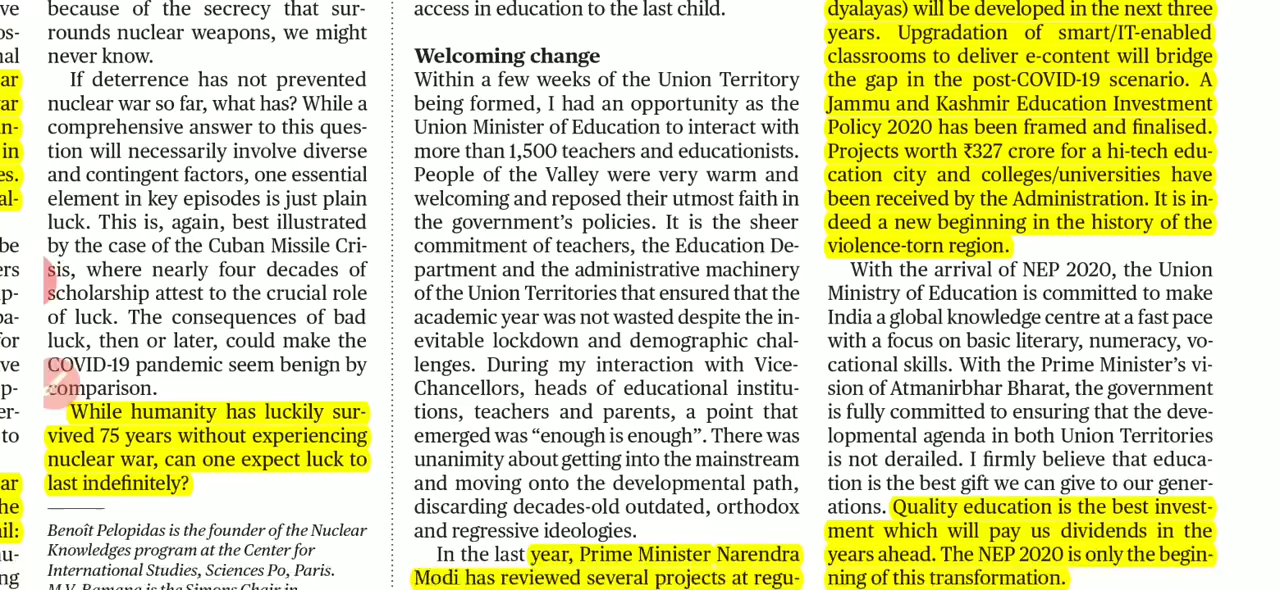 because of the secrecy that sur-
rounds nuclear weapons, we might
never know.
If deterrence has not prevented
nuclear war so far, what has? While a
comprehensive answer to this ques-
tion will necessarily involve diverse
and contingent factors, one essential
element in key episodes is just plain
luck. This is, again, best illustrated
by the case of the Cuban Missile Cri-
sis, where nearly four decades of
scholarship attest to the crucial role
of luck. The consequences of bad
luck, then or later, could make the
COVID-19 pandemic seem benign by
comparison.
While humanity has luckily sur-
vived 75 years without experiencing
nuclear war, can one expect luck to
last indefinitely?
Benoît Pelopidas is the founder of the Nuclear
Knowledges program at the Center for
International Studies, Sciences Po, Paris.
M.V. Ramana is the Simons Chair in
access in education to the last child.
Welcoming change
Within a few weeks of the Union Territory
being formed, I had an opportunity as the
Union Minister of Education to interact with
more than 1,500 teachers and educationists.
People of the Valley were very warm and
welcoming and reposed their utmost faith in
the government's policies. It is the sheer
commitment of teachers, the Education De-
partment and the administrative machinery
of the Union Territories that ensured that the
academic year was not wasted despite the in-
evitable lockdown and demographic chal-
lenges. During my interaction with Vice-
Chancellors, heads of educational institu-
tions, teachers and parents, a point that
emerged was "enough is enough". There was
unanimity about getting into the mainstream
and moving onto the developmental path,
discarding decades-old outdated, orthodox
and regressive ideologies.
In the last year, Prime Minister Narendra
Modi has reviewed several projects at regu-
dyalayas) will be developed in the next three
years. Upgradation of smart/IT-enabled
classrooms to deliver e-content will bridge
the gap in the post-COVID-19 scenario. A
Jammu and Kashmir Education Investment
Policy 2020 has been framed and finalised.
Projects worth ₹327 crore for a hi-tech edu-
cation city and colleges/universities have
been received by the Administration. It is in-
deed a new beginning in the history of the
violence-torn region.
With the arrival of NEP 2020, the Union
Ministry of Education is committed to make
India a global knowledge centre at a fast pace
with a focus on basic literary, numeracy, vo-
cational skills. With the Prime Minister's vi-
sion of Atmanirbhar Bharat, the government
is fully committed to ensuring that the deve-
lopmental agenda in both Union Territories
is not derailed. I firmly believe that educa-
tion is the best gift we can give to our gener-
ations. Quality education is the best invest-
ment which will pay us dividends in the
years ahead. The NEP 2020 is only the begin-
ning of this transformation.